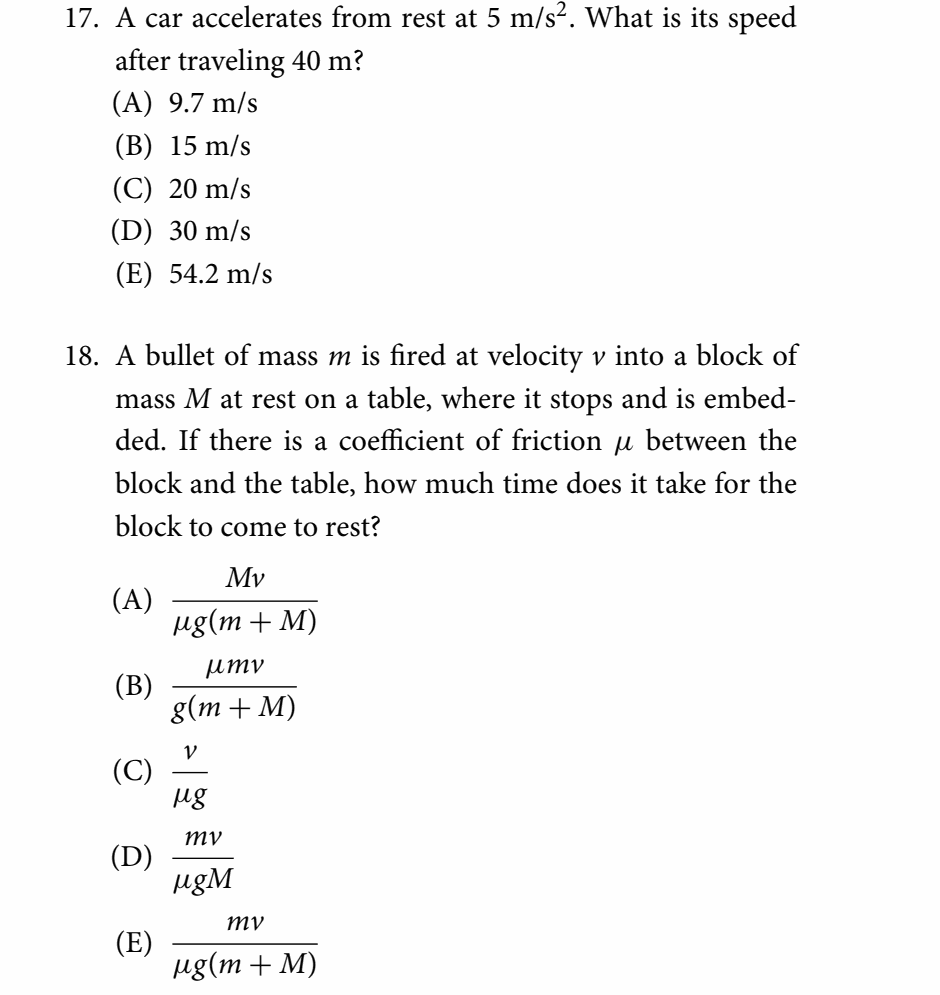 17. A car accelerates from rest at 5 m/s². What is its speed
after traveling 40 m?
(A) 9.7 m/s
(B) 15 m/s
(C) 20 m/s
(D) 30 m/s
(E) 54.2 m/s
18. A bullet of mass m is fired at velocity v into a block of
mass M at rest on a table, where it stops and is embed-
ded. If there is a coefficient of friction μ between the
block and the table, how much time does it take for the
block to come to rest?
(A) Mv / μg(m + M)
(B) μmv / g(m + M)
(C) v / μg
(D) mv / μgM
(E) mv / μg(m + M)